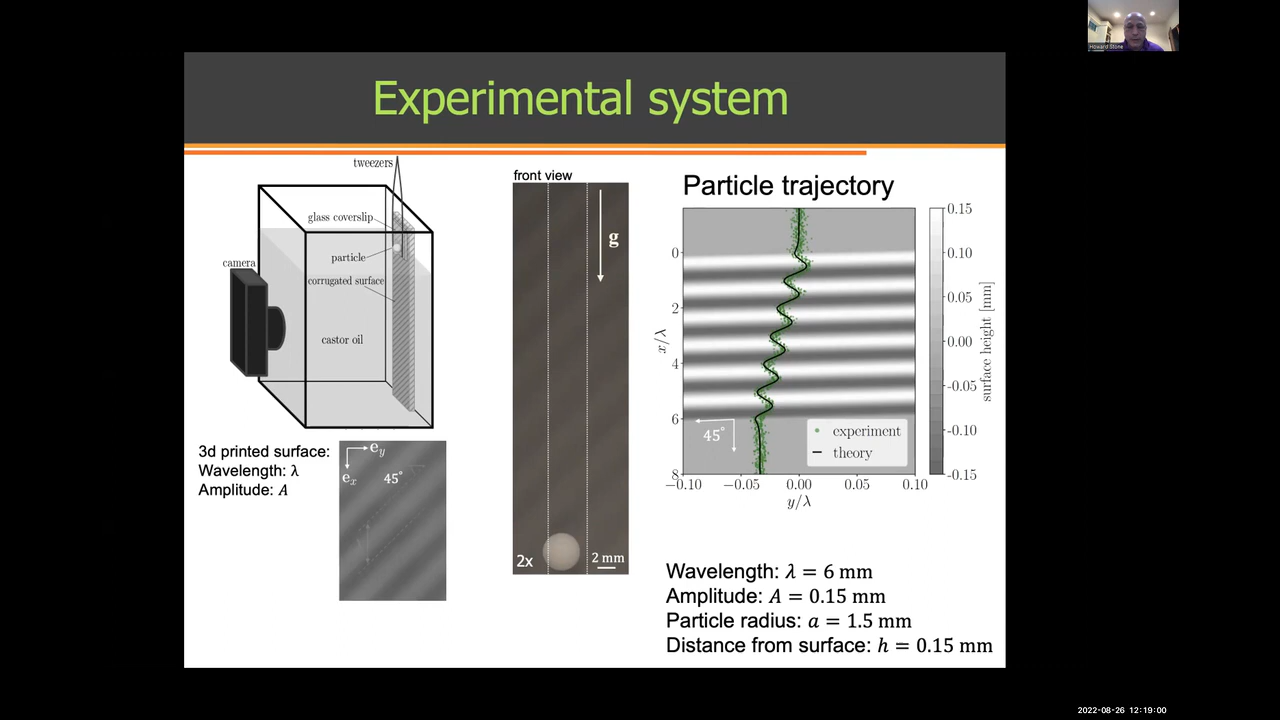 Howard Stone
Experimental system
tweezers
glass coverslip
particle
camera
corrugated surface
castor oil
3d printed surface:
Wavelength: λ
Amplitude: A
e_y
e_x
45°
front view
g
2x
2 mm
Particle trajectory
0
2
4
6
8
x/λ
−0.10
−0.05
0.00
0.05
0.10
y/λ
45°
experiment
theory
0.15
0.10
0.05
0.00
-0.05
-0.10
-0.15
surface height [mm]
Wavelength: λ = 6 mm
Amplitude: A = 0.15 mm
Particle radius: a = 1.5 mm
Distance from surface: h = 0.15 mm
2022-08-26 12:19:00